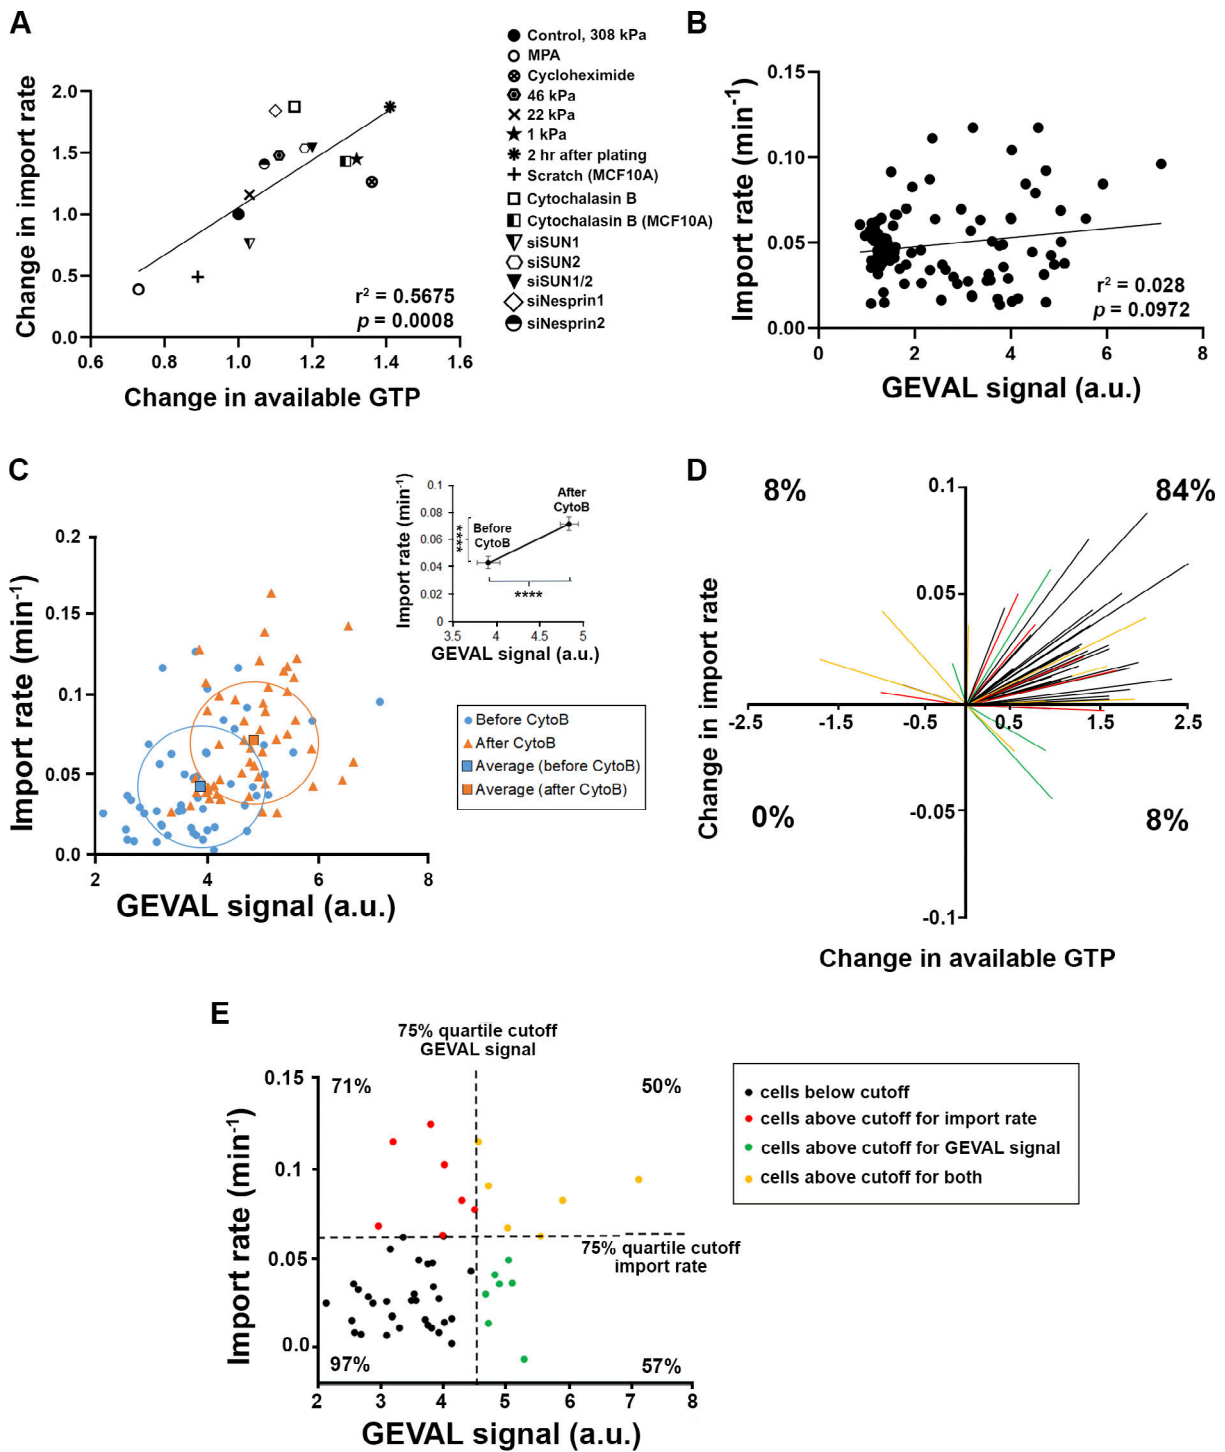 A
Change in import rate
2.0
1.5
1.0
0.5
0.0
0.6
0.8
1.0
1.2
1.4
1.6
Change in available GTP
r² = 0.5675
p = 0.0008
Control, 308 kPa
MPA
Cycloheximide
46 kPa
22 kPa
1 kPa
2 hr after plating
Scratch (MCF10A)
Cytochalasin B
Cytochalasin B (MCF10A)
siSUN1
siSUN2
siSUN1/2
siNesprin1
siNesprin2
B
Import rate (min⁻¹)
0.15
0.10
0.05
0.00
0
2
4
6
8
GEVAL signal (a.u.)
r² = 0.028
p = 0.0972
C
Import rate (min⁻¹)
0.2
0.15
0.1
0.05
0.0
2
4
6
8
GEVAL signal (a.u.)
Import rate (min⁻¹)
0.1
0.08
0.06
0.04
0.02
0
3.5
4
4.5
5
GEVAL signal (a.u.)
Before
CytoB
After
CytoB
****
****
Before CytoB
After CytoB
Average (before CytoB)
Average (after CytoB)
D
8%
84%
0%
8%
Change in import rate
0.1
0.05
-0.05
-0.1
-2.5
-1.5
-0.5
0.5
1.5
2.5
Change in available GTP
E
75% quartile cutoff
GEVAL signal
Import rate (min⁻¹)
0.15
0.1
0.05
0.0
71%
50%
97%
57%
75% quartile cutoff
import rate
2
3
4
5
6
7
8
GEVAL signal (a.u.)
cells below cutoff
cells above cutoff for import rate
cells above cutoff for GEVAL signal
cells above cutoff for both